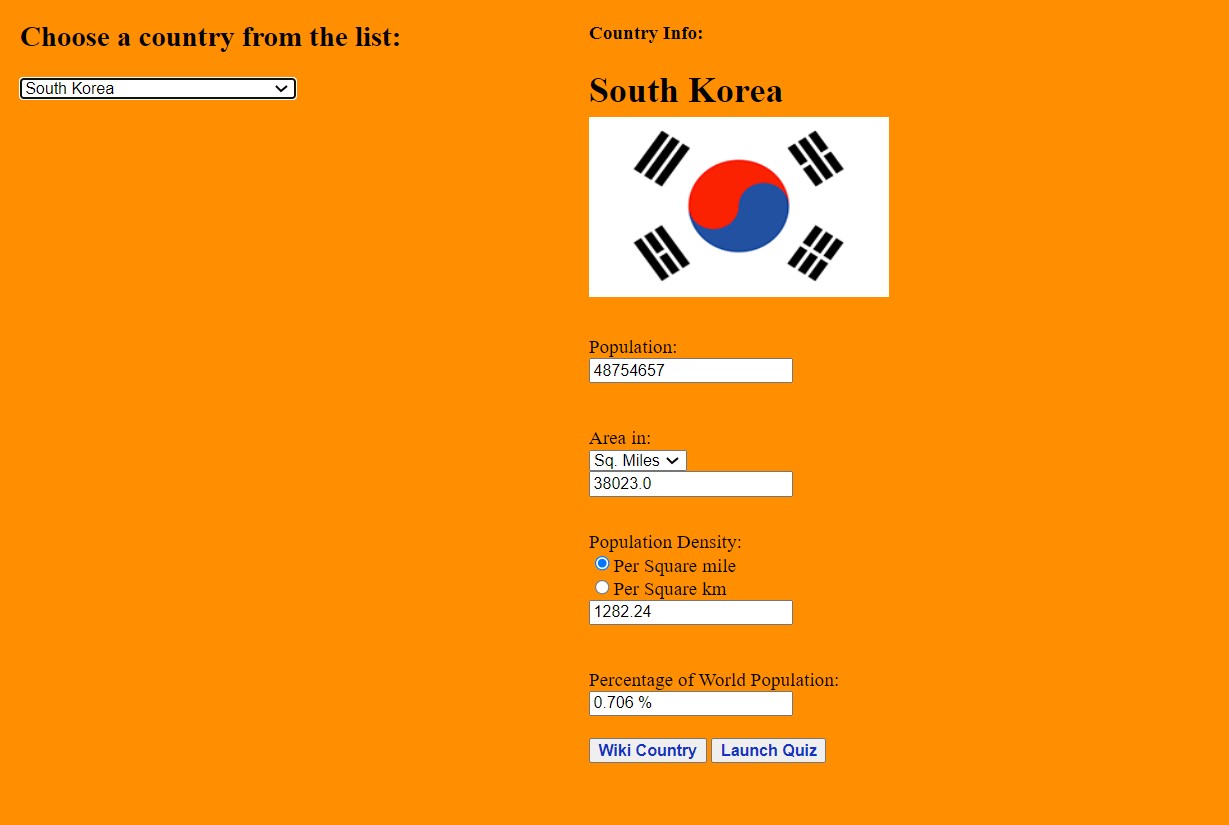 Choose a country from the list:
South Korea
Country Info:
South Korea
Population:
48754657
Area in:
Sq. Miles
38023.0
Population Density:
Per Square mile
Per Square km
1282.24
Percentage of World Population:
0.706 %
Wiki Country Launch Quiz